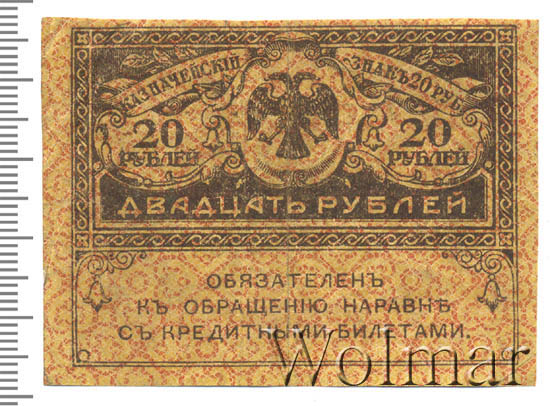 КАЗНАЧЕЙСКІЙ ЗНАКЪ 20 РУБ.
20 РУБЛЕЙ
20 РУБЛЕЙ
ДВАДЦАТЬ РУБЛЕЙ
ОБЯЗАТЕЛЕНЪ
КЪ ОБРАЩЕНІЮ НАРАВНѢ
СЪ КРЕДИТНЫМИ БИЛЕТАМИ.
Wolmar